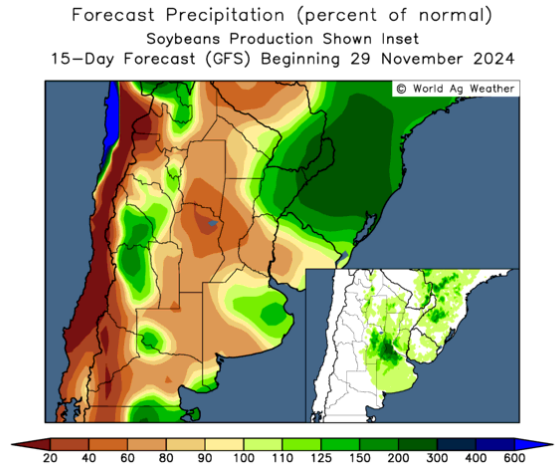 Forecast Precipitation (percent of normal)
Soybeans Production Shown Inset
15-Day Forecast (GFS) Beginning 29 November 2024
© World Ag Weather
20 40 60 80 90 100 110 125 150 200 300 400 600